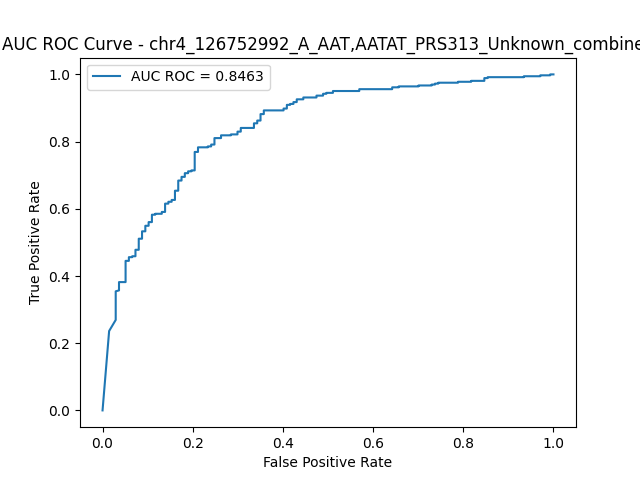 AUC ROC Curve - chr4_126752992_A_AAT,AATAT_PRS313_Unknown_combine
AUC ROC = 0.8463
True Positive Rate
1.0
0.8
0.6
0.4
0.2
0.0
0.0 0.2 0.4 0.6 0.8 1.0
False Positive Rate